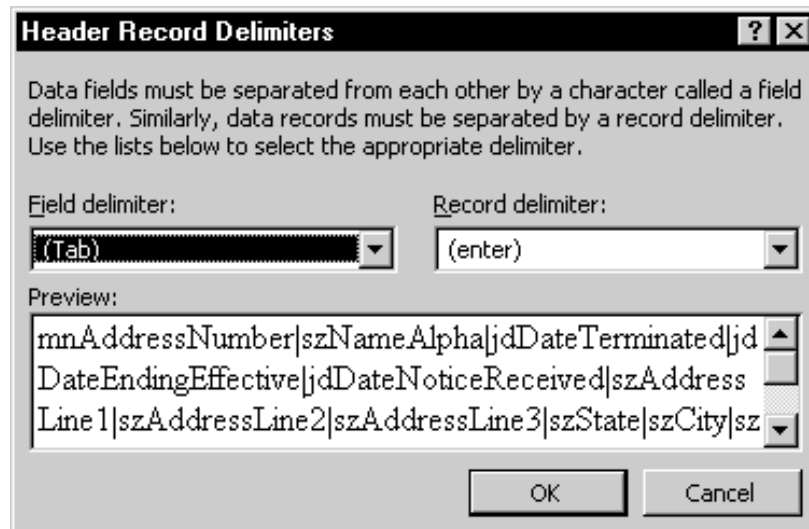 Header Record Delimiters
Data fields must be separated from each other by a character called a field
delimiter. Similarly, data records must be separated by a record delimiter.
Use the lists below to select the appropriate delimiter.
Field delimiter:
Record delimiter:
(Tab)
(enter)
Preview:
mnAddressNumber|szNameAlpha|jdDateTerminated|jd
DateEndingEffective|jdDateNoticeReceived|szAddress
Line1|szAddressLine2|szAddressLine3|szState|szCity|sz
OK
Cancel